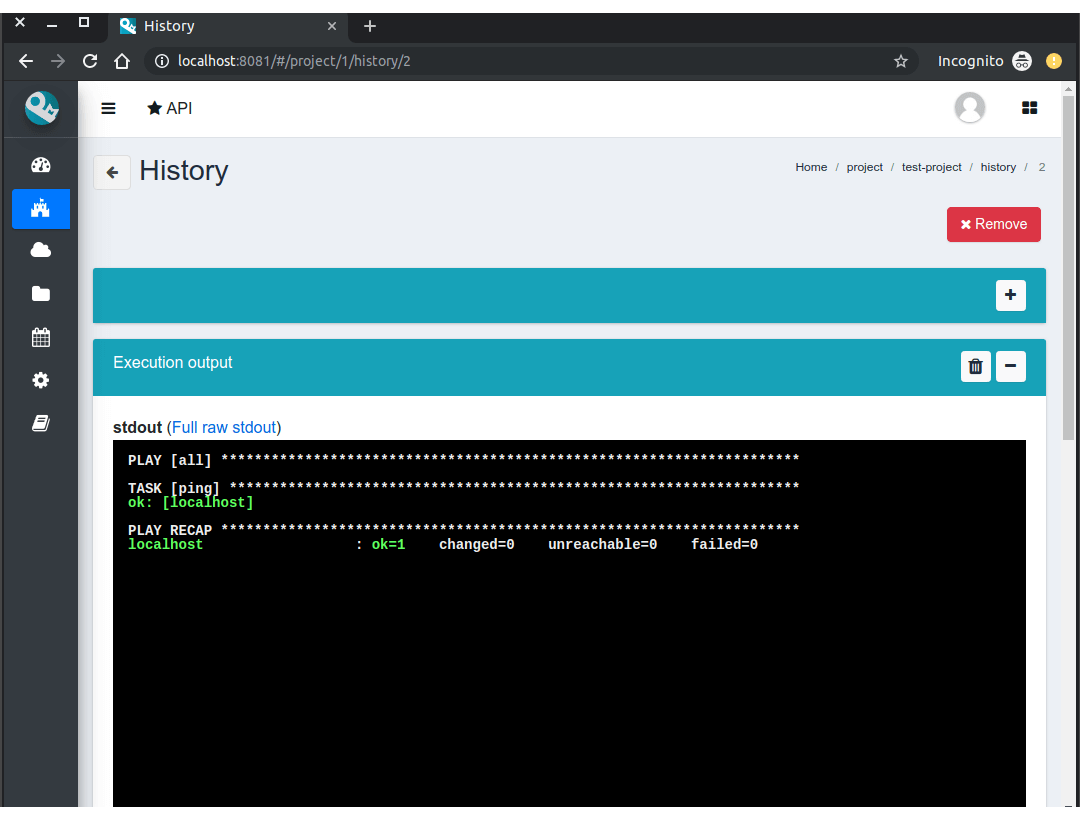 History
localhost:8081/#/project/1/history/2
Incognito
API
History
Home / project / test-project / history / 2
Remove
Execution output
stdout (Full raw stdout)
PLAY [all] *********************************************************************
TASK [ping] ********************************************************************
ok: [localhost]
PLAY RECAP *********************************************************************
localhost : ok=1 changed=0 unreachable=0 failed=0